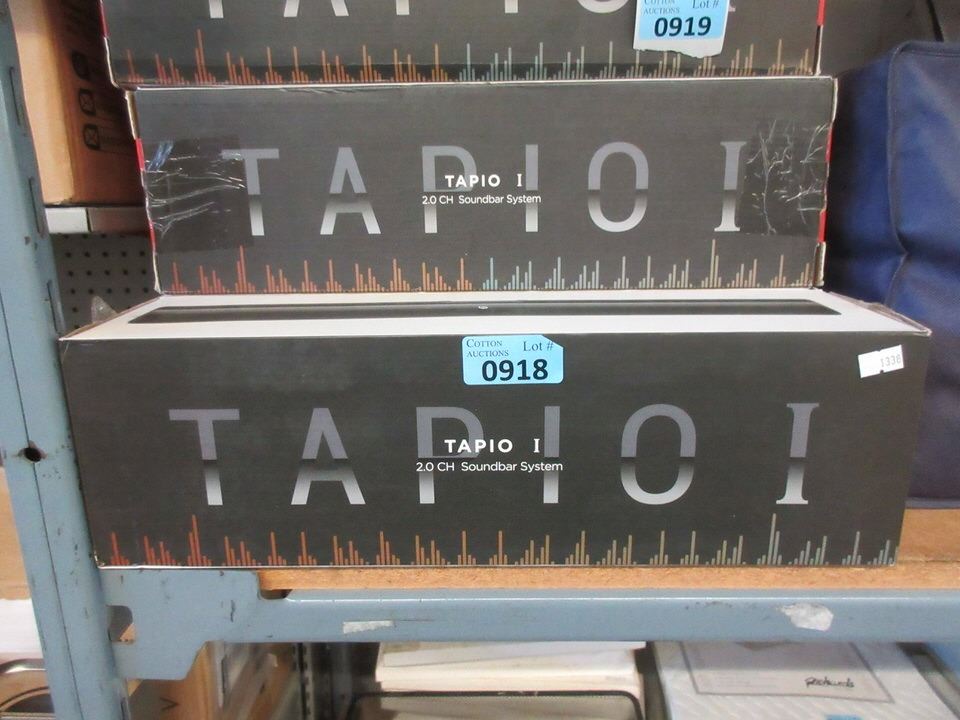 TAPIO
COTTON
AUCTIONS
Lot #
0919
TAPIO I
TAPIO I
2.0 CH Soundbar System
COTTON
AUCTIONS
Lot #
0918
1338
TAPIO I
TAPIO I
2.0 CH Soundbar System